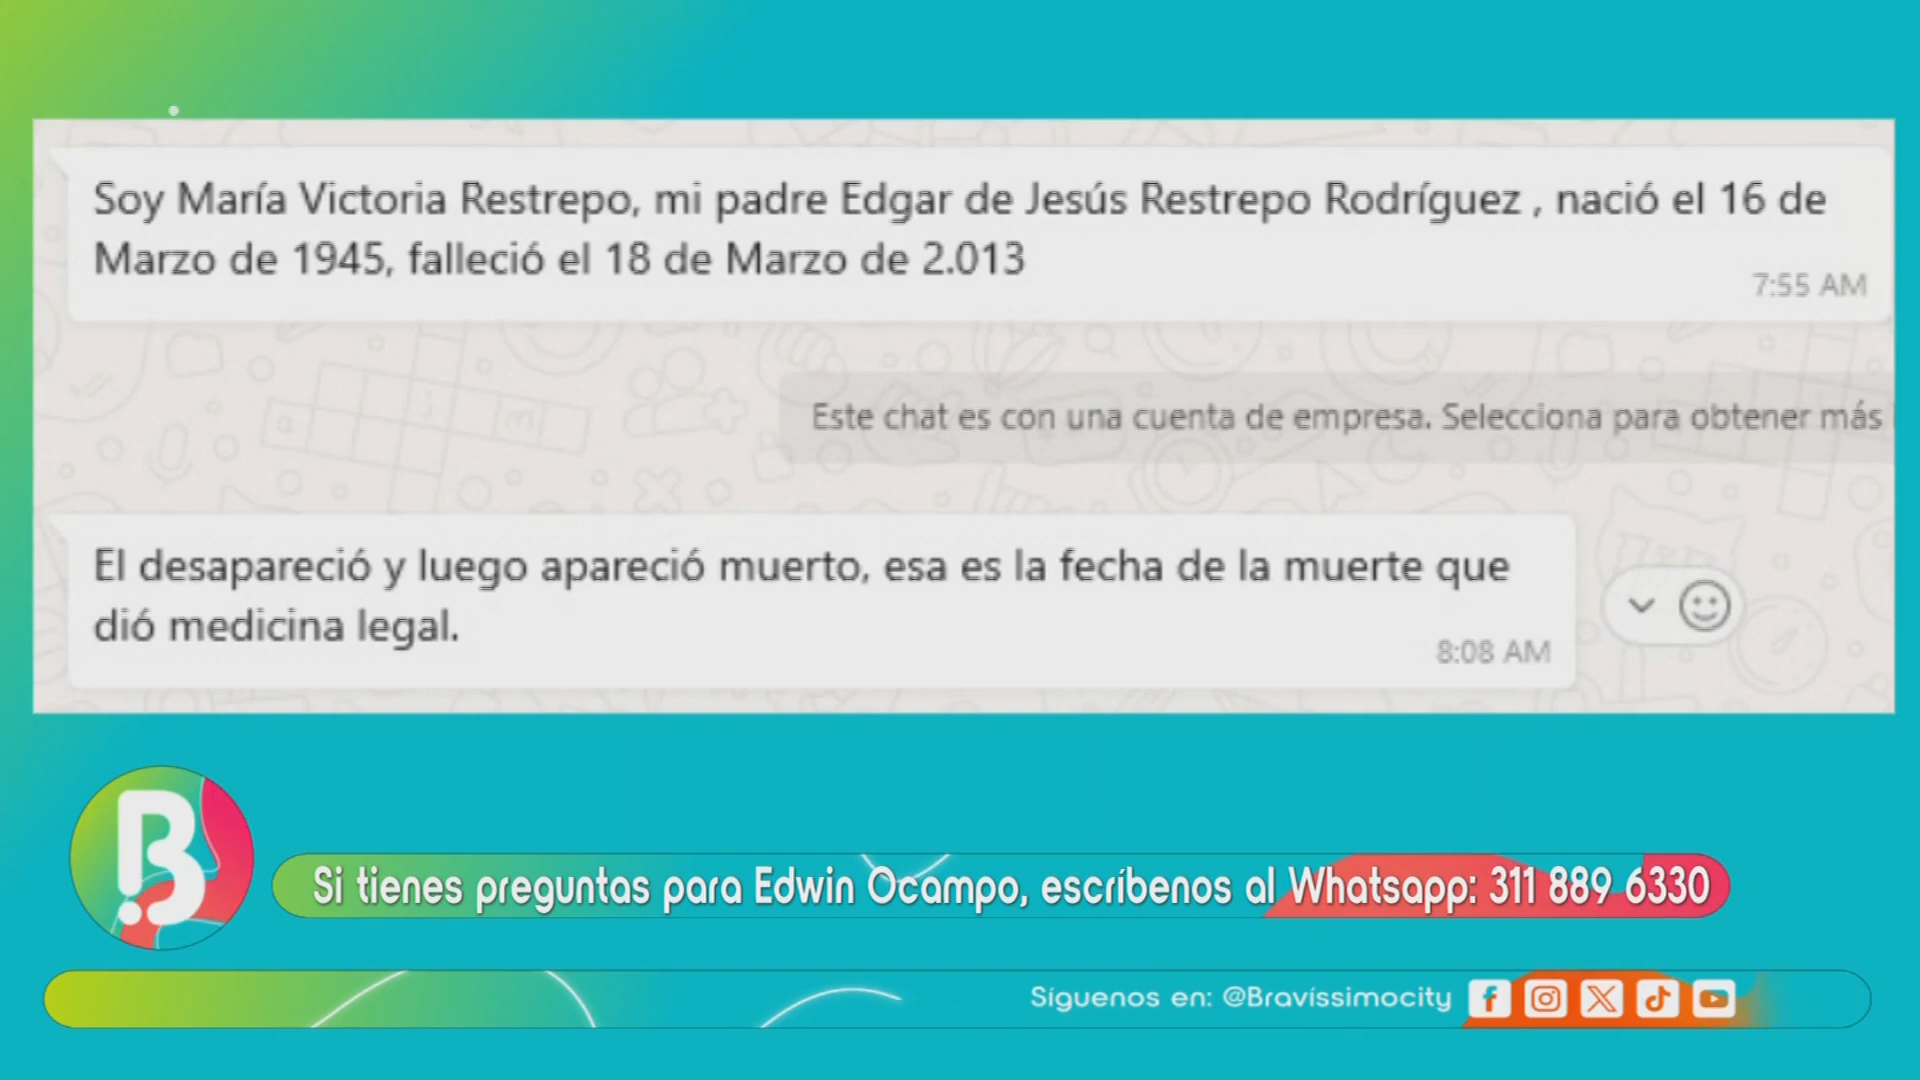 Soy María Victoria Restrepo, mi padre Edgar de Jesús Restrepo Rodríguez , nació el 16 de
Marzo de 1945, falleció el 18 de Marzo de 2.013
7:55 AM
Este chat es con una cuenta de empresa. Selecciona para obtener más
El desapareció y luego apareció muerto, esa es la fecha de la muerte que
dió medicina legal.
8:08 AM
B
Si tienes preguntas para Edwin Ocampo, escríbenos al Whatsapp: 311 889 6330
Síguenos en: @Bravíssimocity